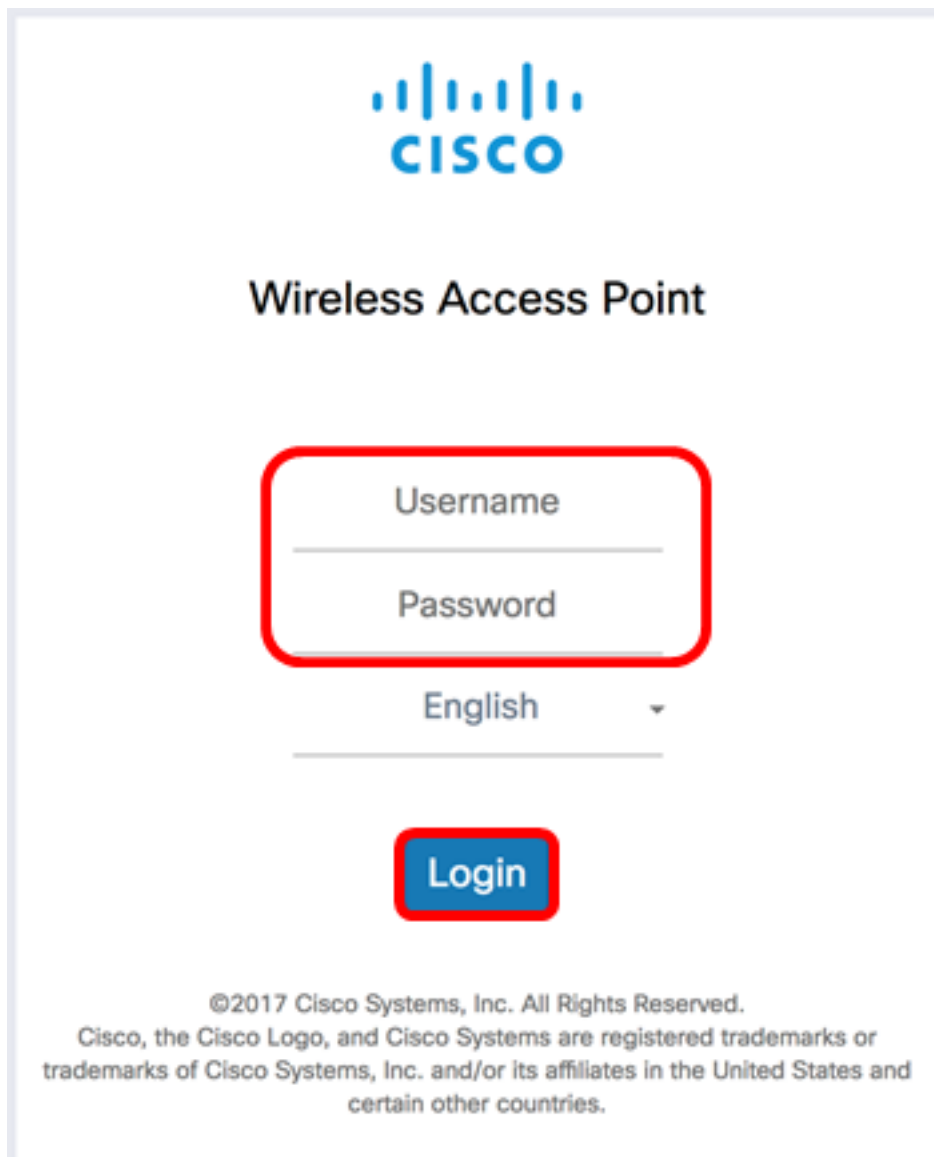 CISCO
Wireless Access Point
Username
Password
English
Login
©2017 Cisco Systems, Inc. All Rights Reserved.
Cisco, the Cisco Logo, and Cisco Systems are registered trademarks or
trademarks of Cisco Systems, Inc. and/or its affiliates in the United States and
certain other countries.